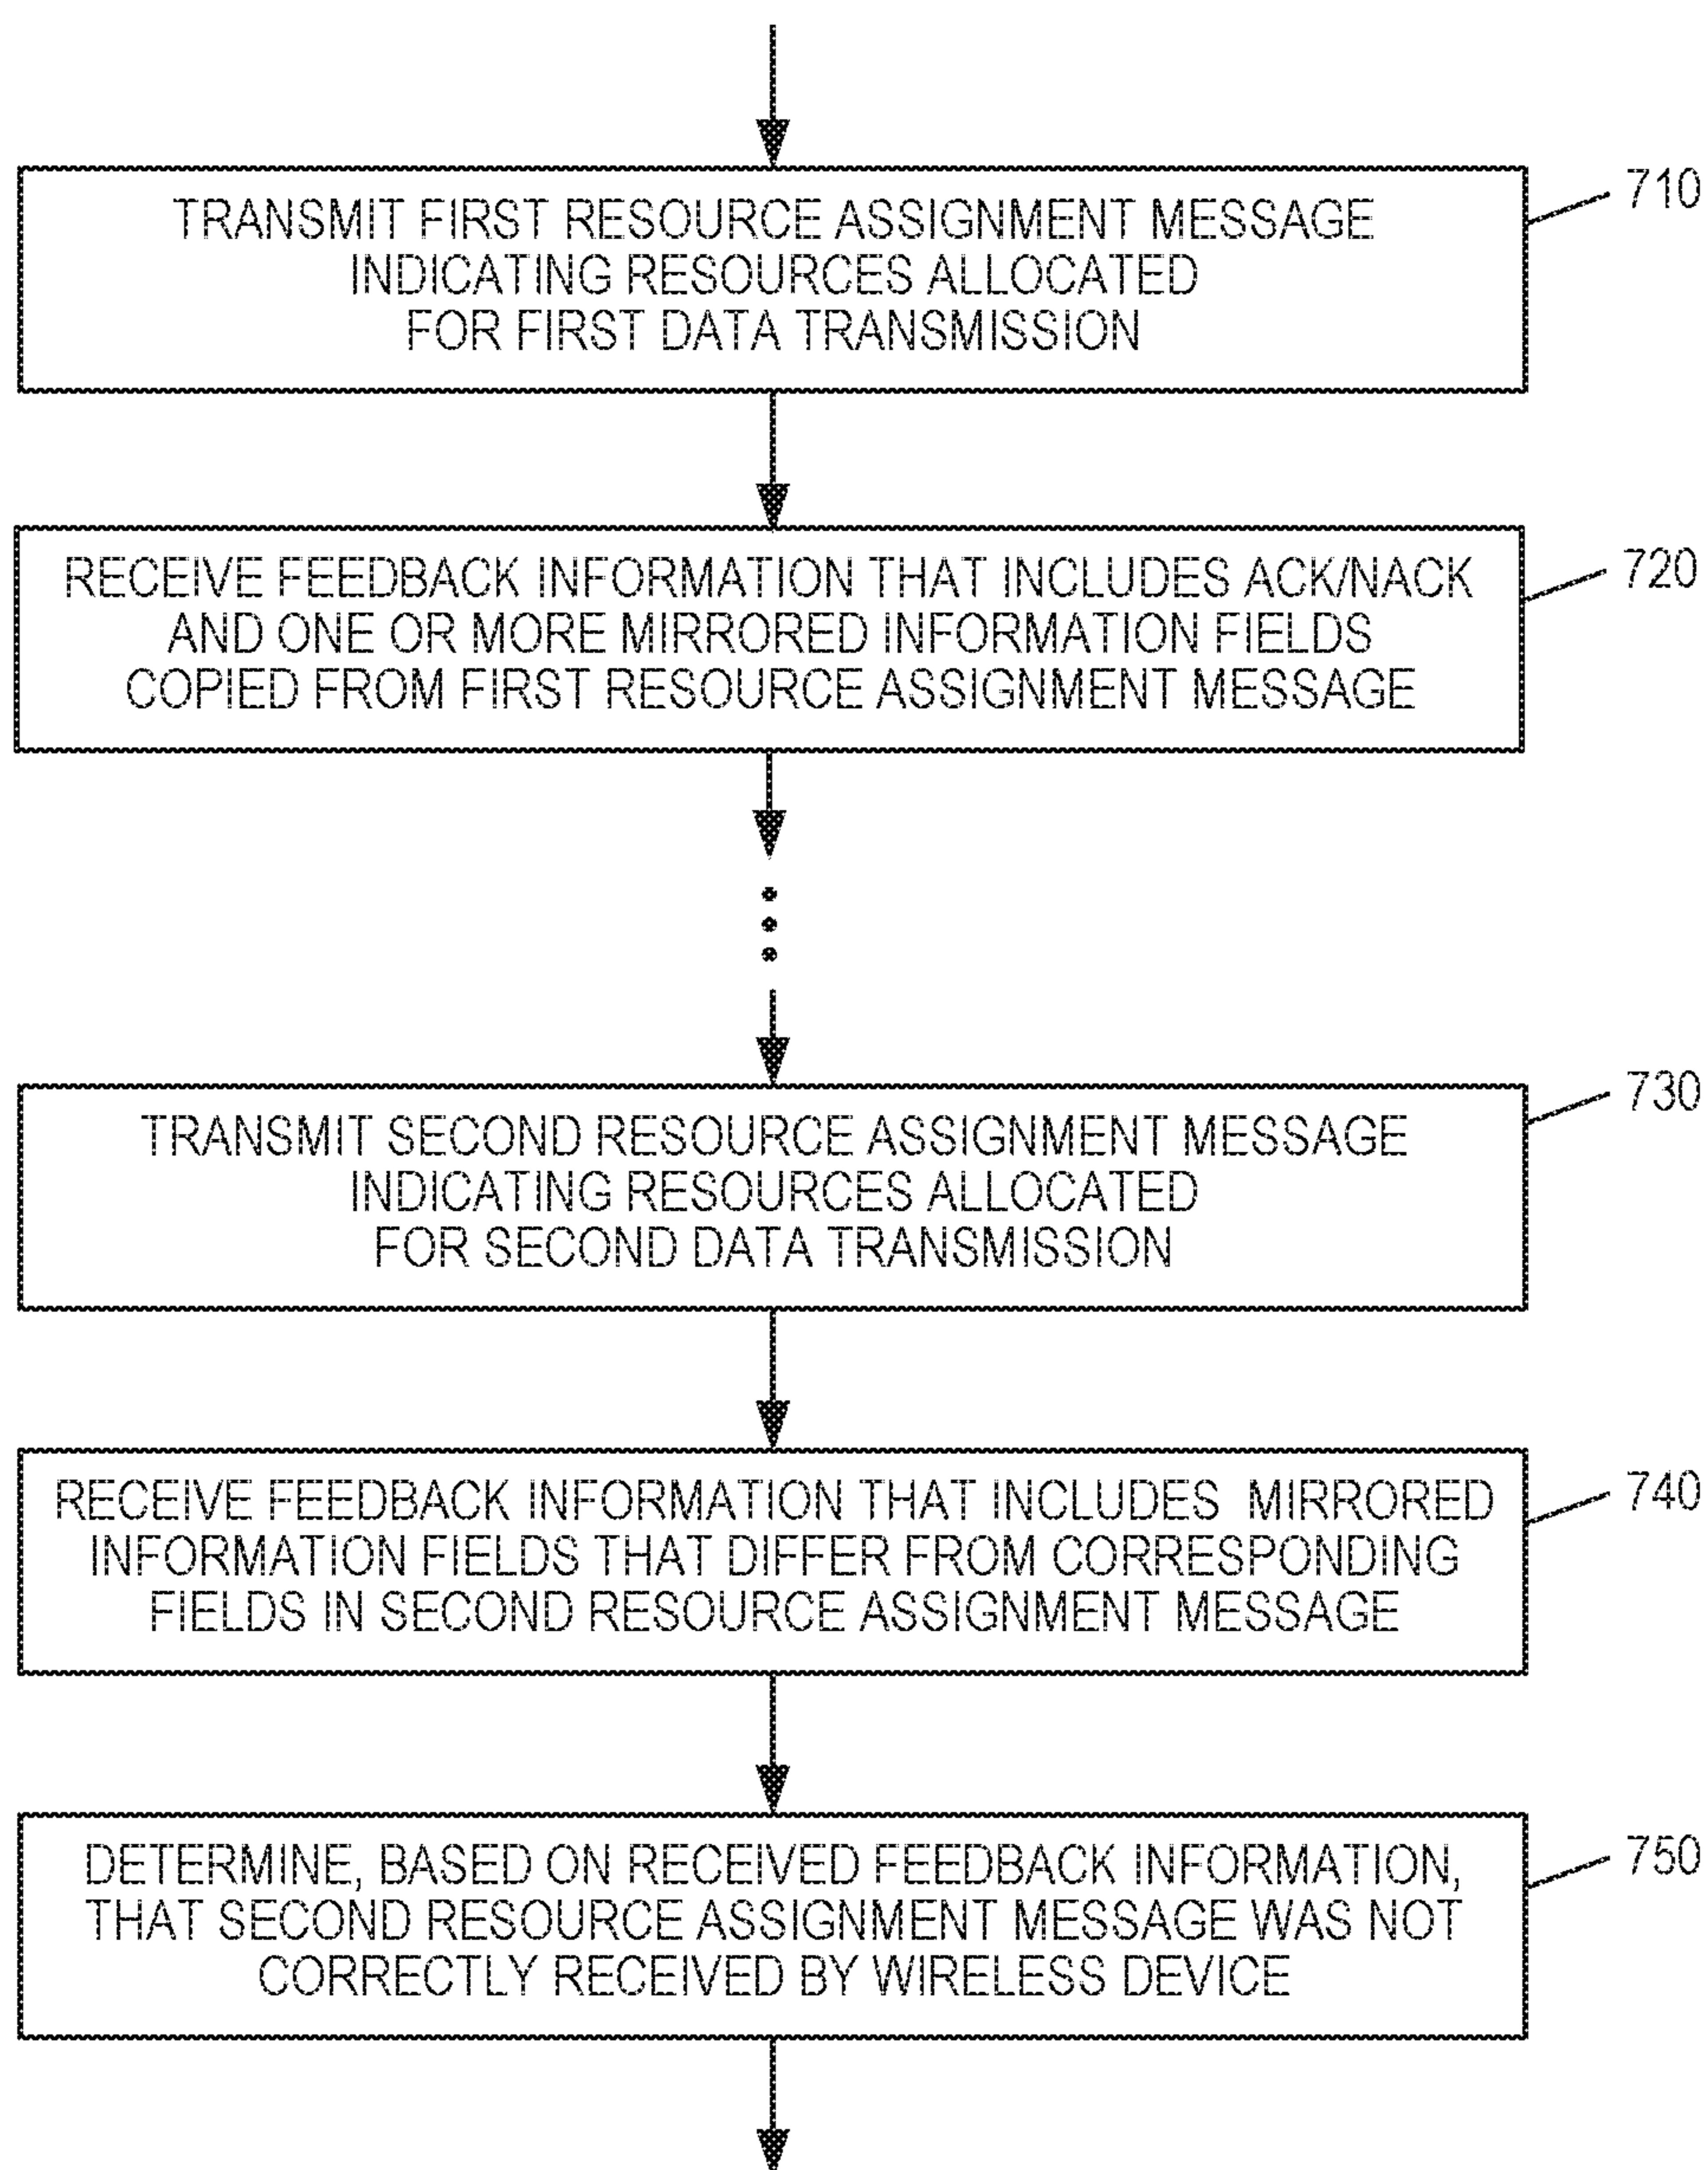 TRANSMIT FIRST RESOURCE ASSIGNMENT MESSAGE
INDICATING RESOURCES ALLOCATED
FOR FIRST DATA TRANSMISSION
710
RECEIVE FEEDBACK INFORMATION THAT INCLUDES ACK/NACK
AND ONE OR MORE MIRRORED INFORMATION FIELDS
COPIED FROM FIRST RESOURCE ASSIGNMENT MESSAGE
720
TRANSMIT SECOND RESOURCE ASSIGNMENT MESSAGE
INDICATING RESOURCES ALLOCATED
FOR SECOND DATA TRANSMISSION
730
RECEIVE FEEDBACK INFORMATION THAT INCLUDES MIRRORED
INFORMATION FIELDS THAT DIFFER FROM CORRESPONDING
FIELDS IN SECOND RESOURCE ASSIGNMENT MESSAGE
740
DETERMINE, BASED ON RECEIVED FEEDBACK INFORMATION,
THAT SECOND RESOURCE ASSIGNMENT MESSAGE WAS NOT
CORRECTLY RECEIVED BY WIRELESS DEVICE
750